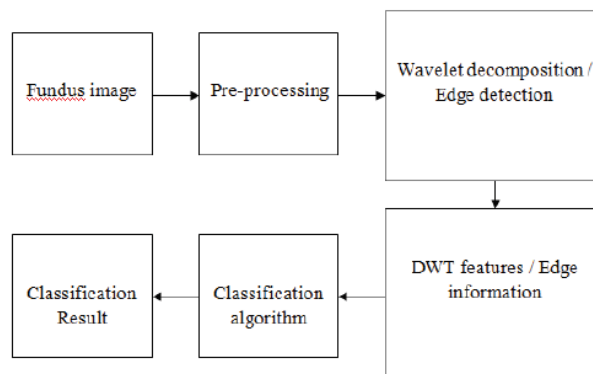 Fundus image
Pre-processing
Wavelet decomposition /
Edge detection
DWT features / Edge
information
Classification
algorithm
Classification
Result